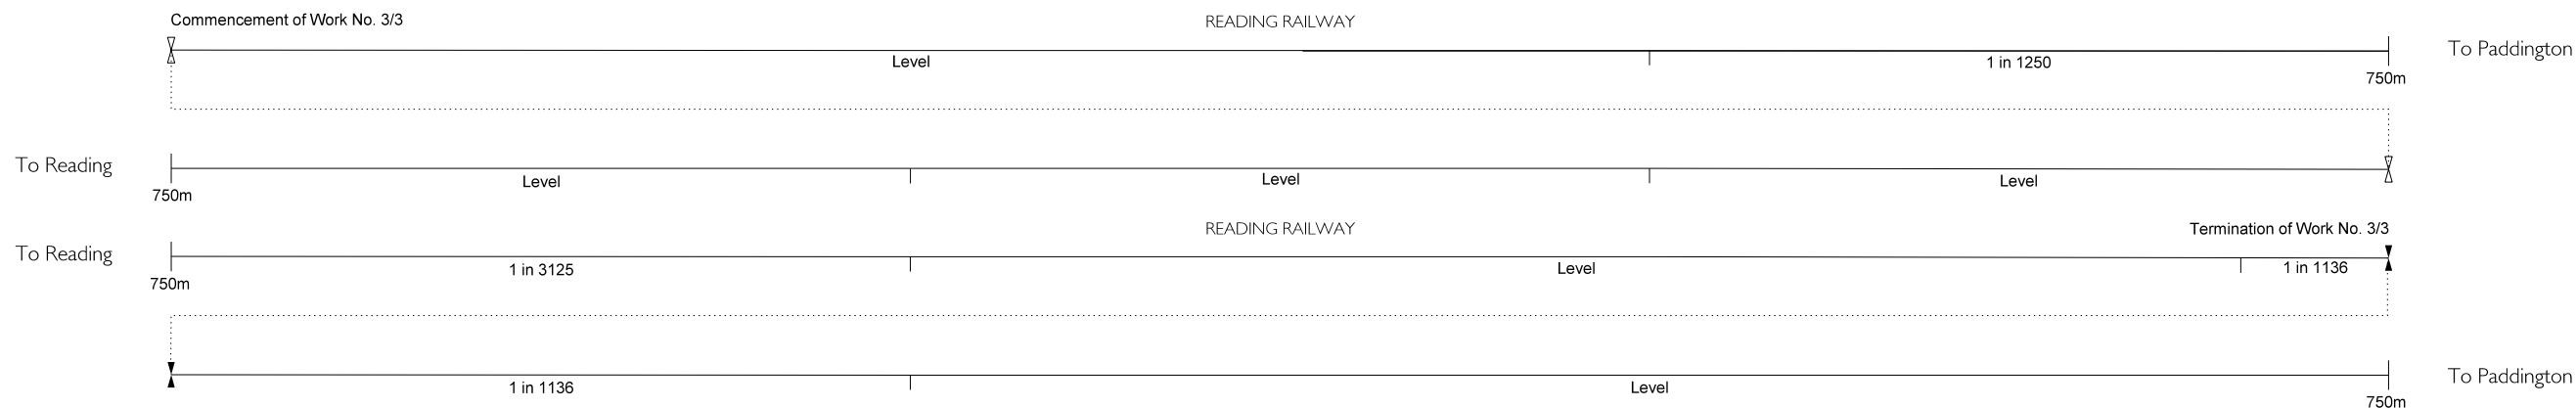 Commencement of Work No. 3/3
READING RAILWAY
To Paddington
Level
1 in 1250
750m
To Reading
Level
Level
Level
750m
READING RAILWAY
Termination of Work No. 3/3
To Reading
1 in 3125
Level
1 in 1136
750m
1 in 1136
Level
To Paddington
750m